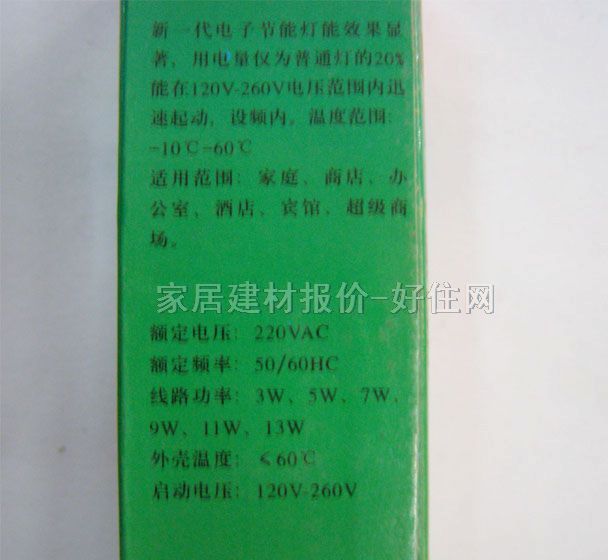 新一代电子节能灯能效果显
著，用电量仅为普通灯的20%
能在120V-260V电压范围内迅
速起动，设频内。温度范围：
-10℃-60℃
适用范围：家庭、商店、办
公室、酒店、宾馆、超级商
场。
家居建材报价-好住网
额定电压：220VAC
额定频率：50/60HC
线路功率：3W、5W、7W、
9W、11W、13W
外壳温度：≤60℃
启动电压：120V-260V